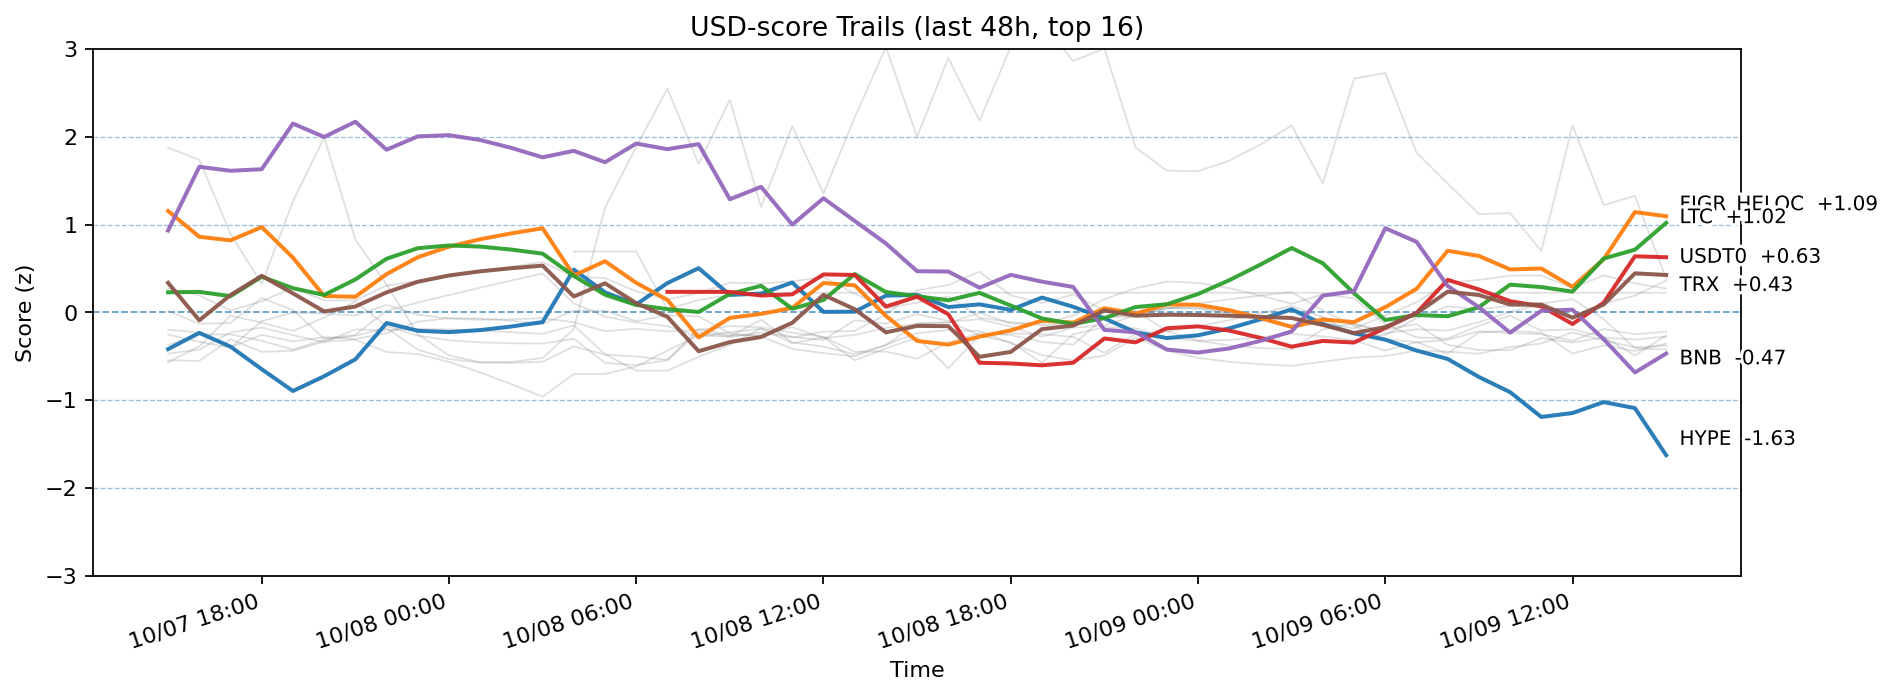 USD-score Trails (last 48h, top 16)
Score (z)
3
2
1
0
−1
−2
−3
FIGR_HELOC +1.09
LTC +1.02
USDT0 +0.63
TRX +0.43
BNB -0.47
HYPE -1.63
10/07 18:00
10/08 00:00
10/08 06:00
10/08 12:00
10/08 18:00
10/09 00:00
10/09 06:00
10/09 12:00
Time